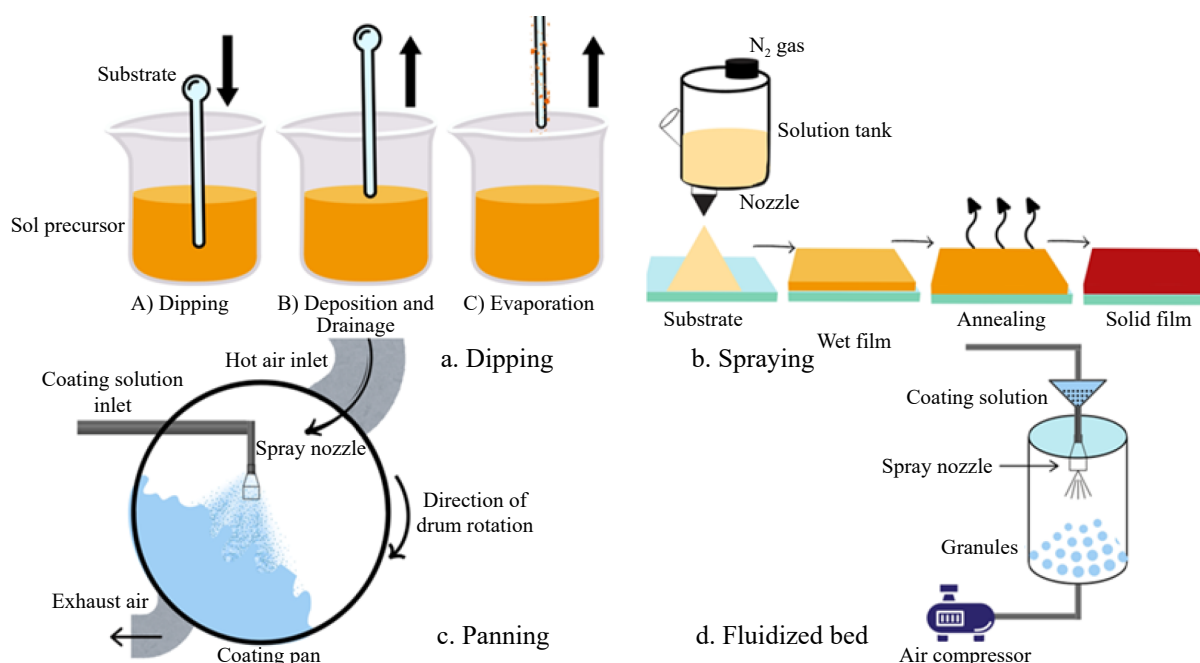 Substrate
Sol precursor
A) Dipping
B) Deposition and
Drainage
C) Evaporation
a. Dipping
N₂ gas
Solution tank
Nozzle
Substrate
Wet film
Annealing
Solid film
b. Spraying
Hot air inlet
Coating solution
inlet
Spray nozzle
Direction of
drum rotation
Exhaust air
Coating pan
c. Panning
Coating solution
Spray nozzle
Granules
Air compressor
d. Fluidized bed